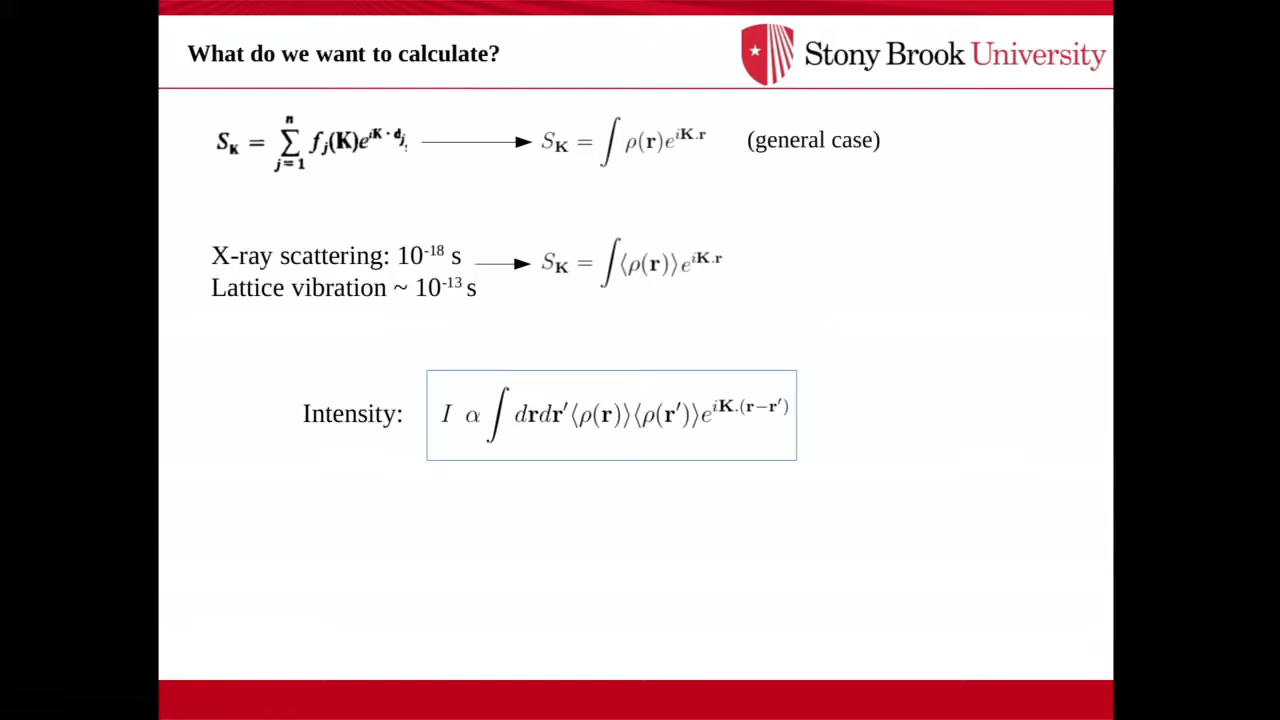 What do we want to calculate?
Stony Brook University
S_K = ∑_{j=1}^{n} f_j(K)e^{iK·d_j} → S_K = ∫ ρ(r)e^{iK.r} (general case)
X-ray scattering: 10^-18 s
Lattice vibration ~ 10^-13 s
S_K = ∫⟨ρ(r)⟩e^{iK.r}
Intensity: I α ∫ drdr′⟨ρ(r)⟩⟨ρ(r′)⟩e^{iK.(r−r′)}